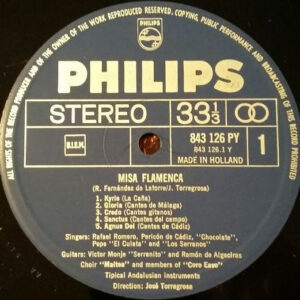 ALL RIGHTS OF THE RECORD PRODUCER AND OF THE OWNER OF THE WORK REPRODUCED RESERVED. COPYING, PUBLIC PERFORMANCE AND BROADCASTING OF THIS RECORD PROHIBITED
PHILIPS
PHILIPS
STEREO 33 1/3
B.I.E.M. 843 126 PY 1
843 126.1 Y
MADE IN HOLLAND
MISA FLAMENCA
(R. Fernández de Latorre/J. Torregrosa)
1. Kyrie (La Caña)
2. Gloria (Cantes de Málaga)
3. Credo (Cantes gitanos)
4. Sanctus (Cantes del campo)
5. Agnus Dei (Cantes de Cádiz)
Singers: Rafael Romero, Pericón de Cádiz, "Chocolate",
Pepe "El Culata" and "Los Serranos"
Guitars: Victor Monje "Serranito" and Ramón de Algeciras
Choir "Maitea" and members of "Coro Easo"
Tipical Andalusian instruments
Direction: José Torregrosa